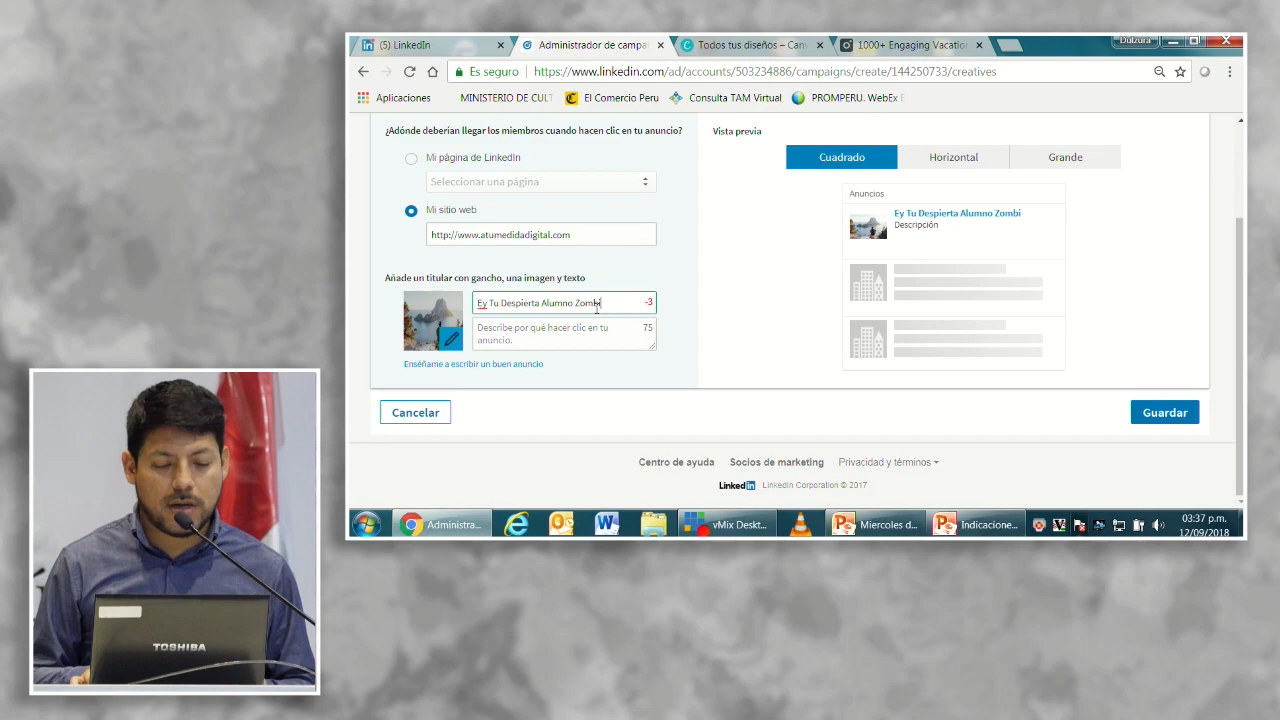 (5) LinkedIn
Administrador de campa
Todos tus diseños – Can
1000+ Engaging Vacation
Dulzura
Es seguro
https://www.linkedin.com/ad/accounts/503234886/campaigns/create/144250733/creatives
Aplicaciones
MINISTERIO DE CULT
El Comercio Peru
Consulta TAM Virtual
PROMPERU. WebEx E
¿Adónde deberían llegar los miembros cuando hacen clic en tu anuncio?
Mi página de LinkedIn
Seleccionar una página
Mi sitio web
http://www.atumedidadigital.com
Añade un titular con gancho, una imagen y texto
Ey Tu Despierta Alumno Zombi
-3
Describe por qué hacer clic en tu
anuncio.
75
Enséñame a escribir un buen anuncio
Vista previa
Cuadrado
Horizontal
Grande
Anuncios
Ey Tu Despierta Alumno Zombi
Descripción
Cancelar
Guardar
Centro de ayuda
Socios de marketing
Privacidad y términos
LinkedIn
LinkedIn Corporation © 2017
Administra...
vMix Deskt...
Miercoles d...
Indicacione...
03:37 p.m.
12/09/2018
TOSHIBA